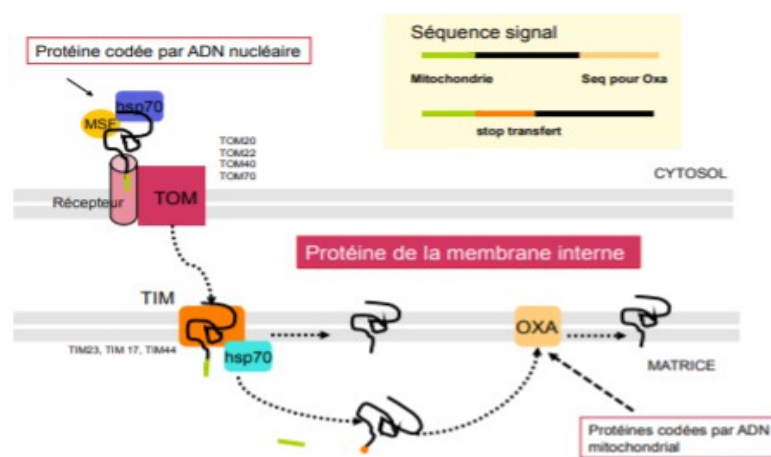 Protéine codée par ADN nucléaire
Séquence signal
Mitochondrie
Seq pour Oxa
stop transfert
hsp70
MSF
TOM20
TOM22
TOM40
TOM70
CYTOSOL
Récepteur
TOM
Protéine de la membrane interne
TIM
OXA
TIM23, TIM 17, TIM44
hsp70
MATRICE
Protéines codées par ADN
mitochondrial